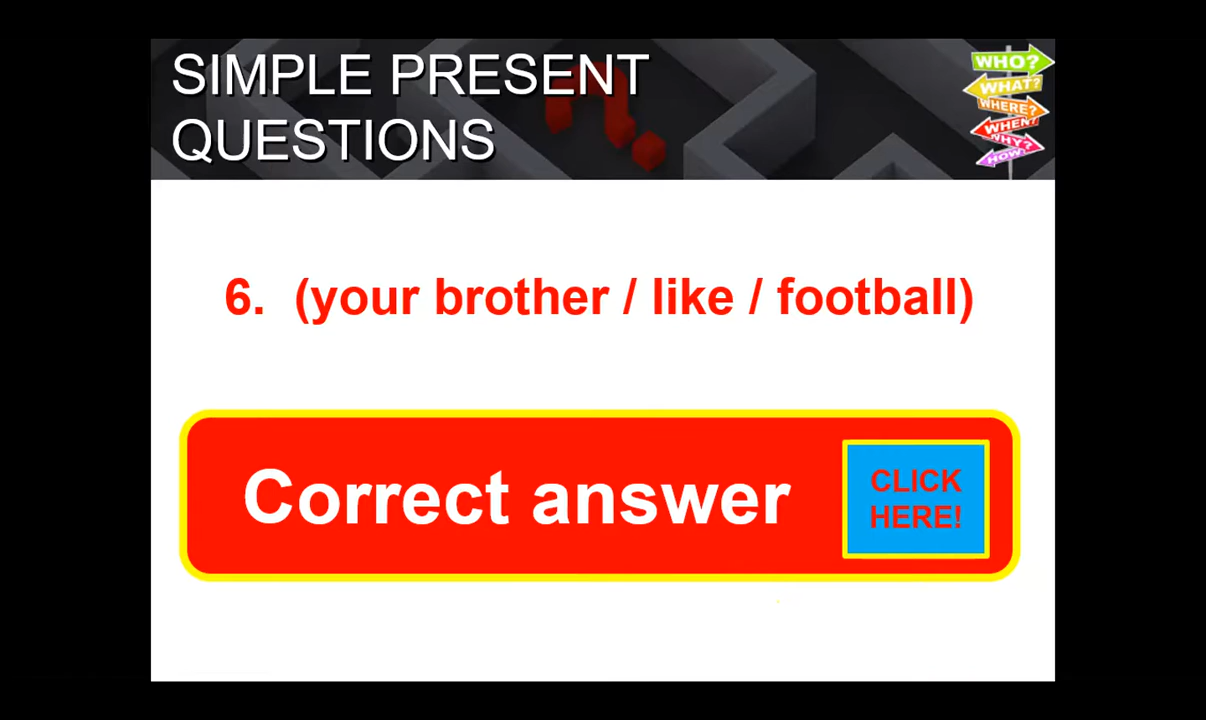 SIMPLE PRESENT
QUESTIONS
WHO?
WHAT?
WHERE?
WHEN?
WHY?
HOW
6. (your brother / like / football)
Correct answer
CLICK
HERE!